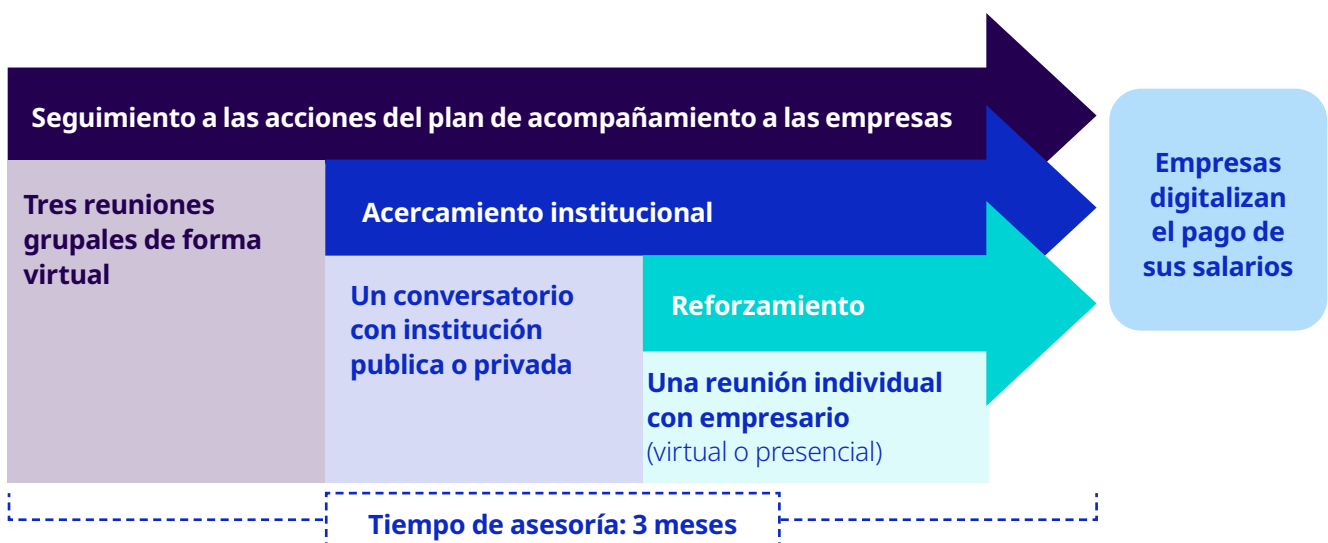 Seguimiento a las acciones del plan de acompañamiento a las empresas
Tres reuniones
grupales de forma
virtual
Acercamiento institucional
Un conversatorio
con institución
publica o privada
Reforzamiento
Una reunión individual
con empresario
(virtual o presencial)
Empresas
digitalizan
el pago de
sus salarios
Tiempo de asesoría: 3 meses